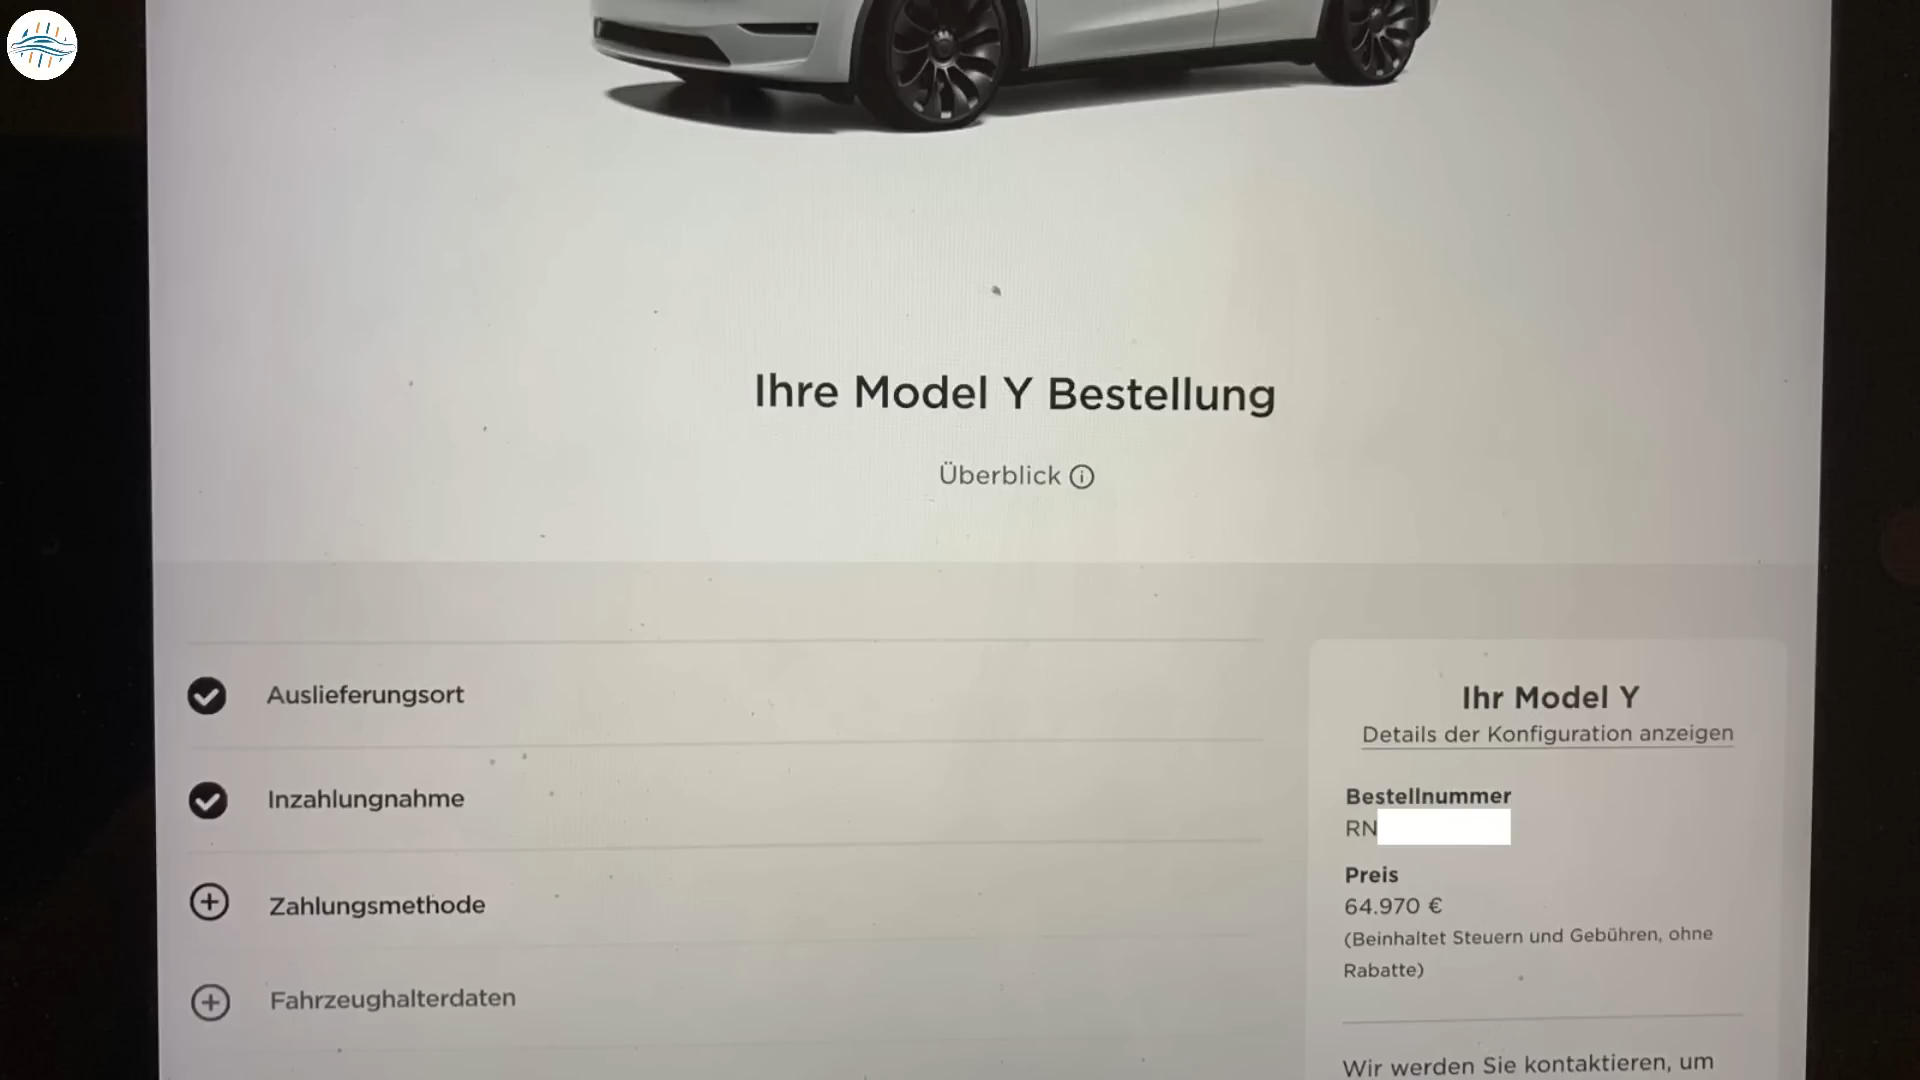 Ihre Model Y Bestellung
Überblick
Auslieferungsort
Inzahlungnahme
Zahlungsmethode
Fahrzeughalterdaten
Ihr Model Y
Details der Konfiguration anzeigen
Bestellnummer
RN
Preis
64.970 €
(Beinhaltet Steuern und Gebühren, ohne
Rabatte)
Wir werden Sie kontaktieren, um